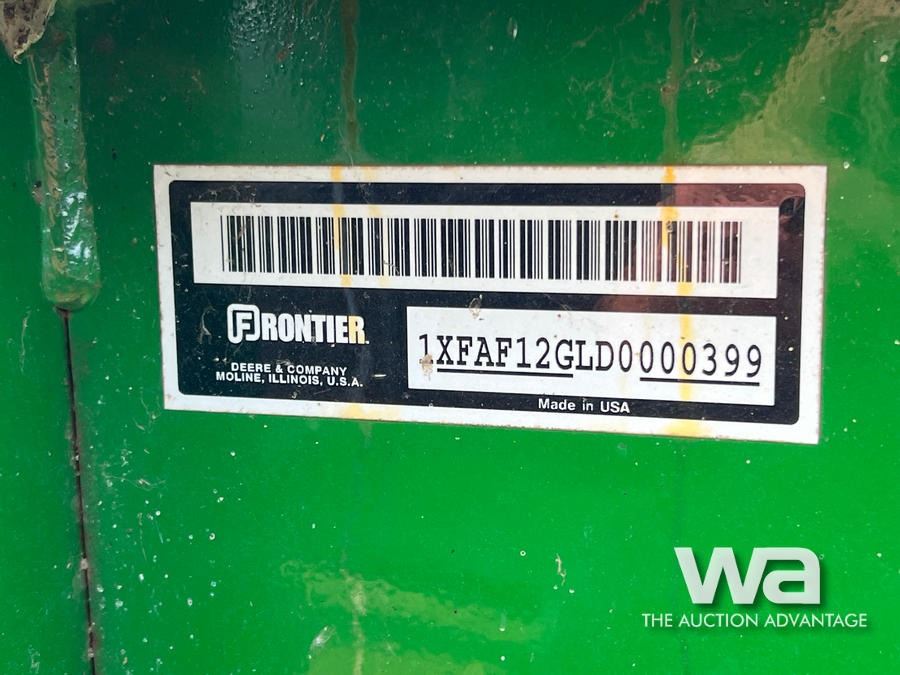 FRONTIER
DEERE & COMPANY
MOLINE, ILLINOIS, U.S.A.
1XFAF12GLD0000399
Made in USA
wa
THE AUCTION ADVANTAGE